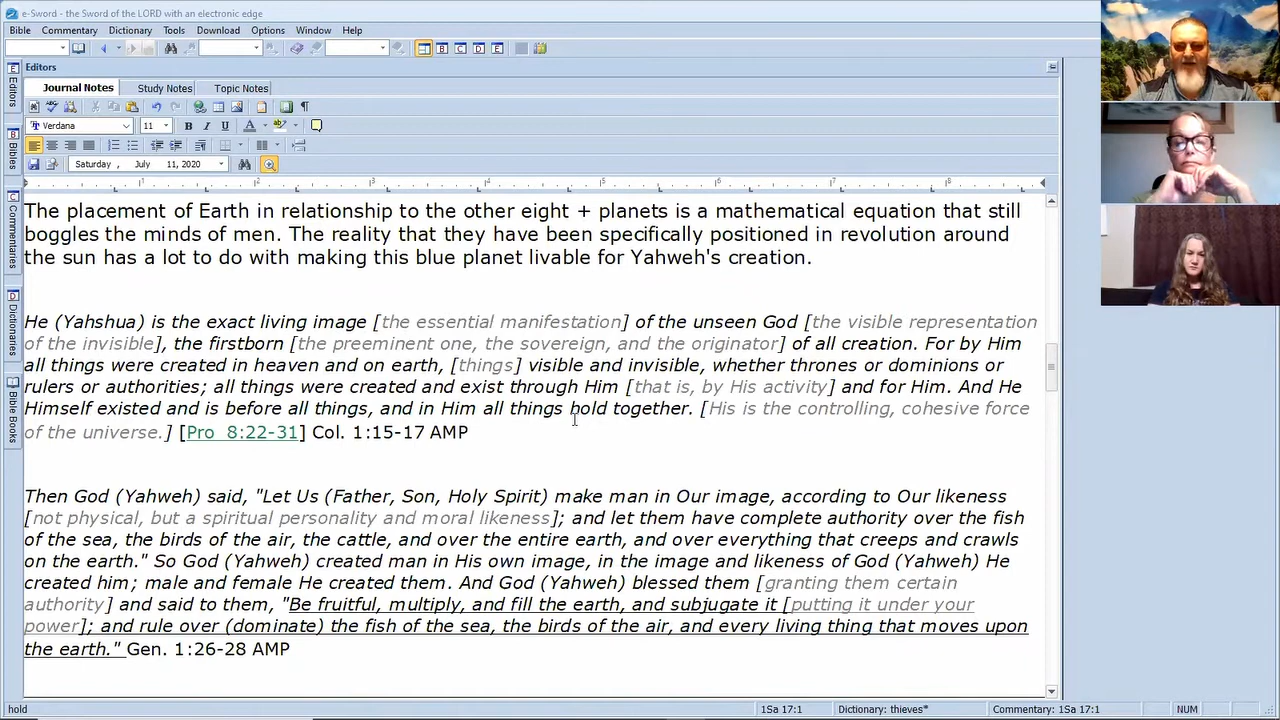 e-Sword - the Sword of the LORD with an electronic edge
Bible Commentary Dictionary Tools Download Options Window Help
B C D E
Editors
Journal Notes Study Notes Topic Notes
Verdana 11 B I U A
Saturday , July 11, 2020
1 2 3 4 5 6 7 8
Editors
Bibles
Commentaries
Dictionaries
Bible Books
The placement of Earth in relationship to the other eight + planets is a mathematical equation that still
boggles the minds of men. The reality that they have been specifically positioned in revolution around
the sun has a lot to do with making this blue planet livable for Yahweh's creation.
He (Yahshua) is the exact living image [the essential manifestation] of the unseen God [the visible representation
of the invisible], the firstborn [the preeminent one, the sovereign, and the originator] of all creation. For by Him
all things were created in heaven and on earth, [things] visible and invisible, whether thrones or dominions or
rulers or authorities; all things were created and exist through Him [that is, by His activity] and for Him. And He
Himself existed and is before all things, and in Him all things hold together. [His is the controlling, cohesive force
of the universe.] [Pro 8:22-31] Col. 1:15-17 AMP
Then God (Yahweh) said, "Let Us (Father, Son, Holy Spirit) make man in Our image, according to Our likeness
[not physical, but a spiritual personality and moral likeness]; and let them have complete authority over the fish
of the sea, the birds of the air, the cattle, and over the entire earth, and over everything that creeps and crawls
on the earth." So God (Yahweh) created man in His own image, in the image and likeness of God (Yahweh) He
created him; male and female He created them. And God (Yahweh) blessed them [granting them certain
authority] and said to them, "Be fruitful, multiply, and fill the earth, and subjugate it [putting it under your
power]; and rule over (dominate) the fish of the sea, the birds of the air, and every living thing that moves upon
the earth." Gen. 1:26-28 AMP
hold 1Sa 17:1 Dictionary: thieves* Commentary: 1Sa 17:1 NUM